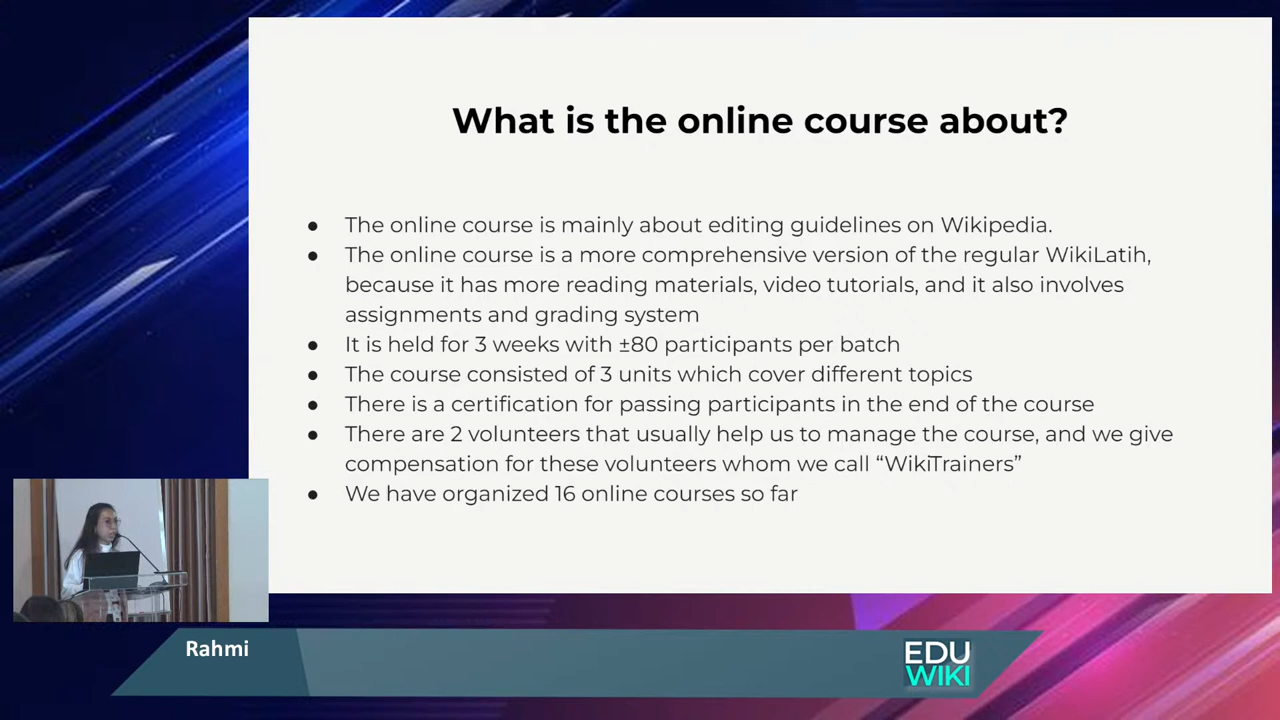 What is the online course about?
● The online course is mainly about editing guidelines on Wikipedia.
● The online course is a more comprehensive version of the regular WikiLatih,
because it has more reading materials, video tutorials, and it also involves
assignments and grading system
● It is held for 3 weeks with ±80 participants per batch
● The course consisted of 3 units which cover different topics
● There is a certification for passing participants in the end of the course
● There are 2 volunteers that usually help us to manage the course, and we give
compensation for these volunteers whom we call “WikiTrainers”
● We have organized 16 online courses so far
Rahmi
EDU
WIKI